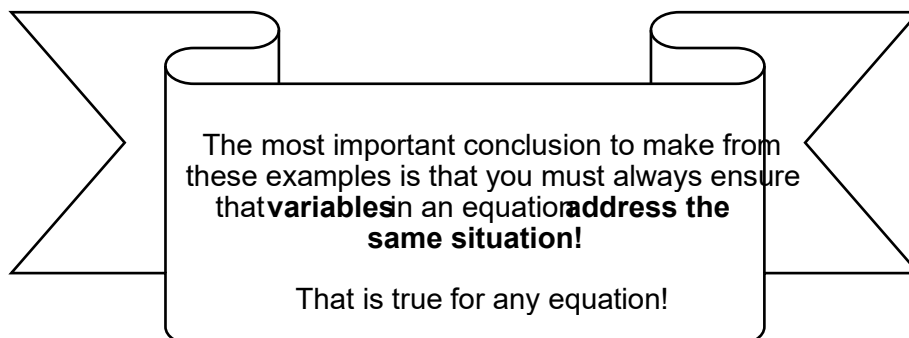 The most important conclusion to make from
these examples is that you must always ensure
that variables in an equation address the
same situation!
That is true for any equation!